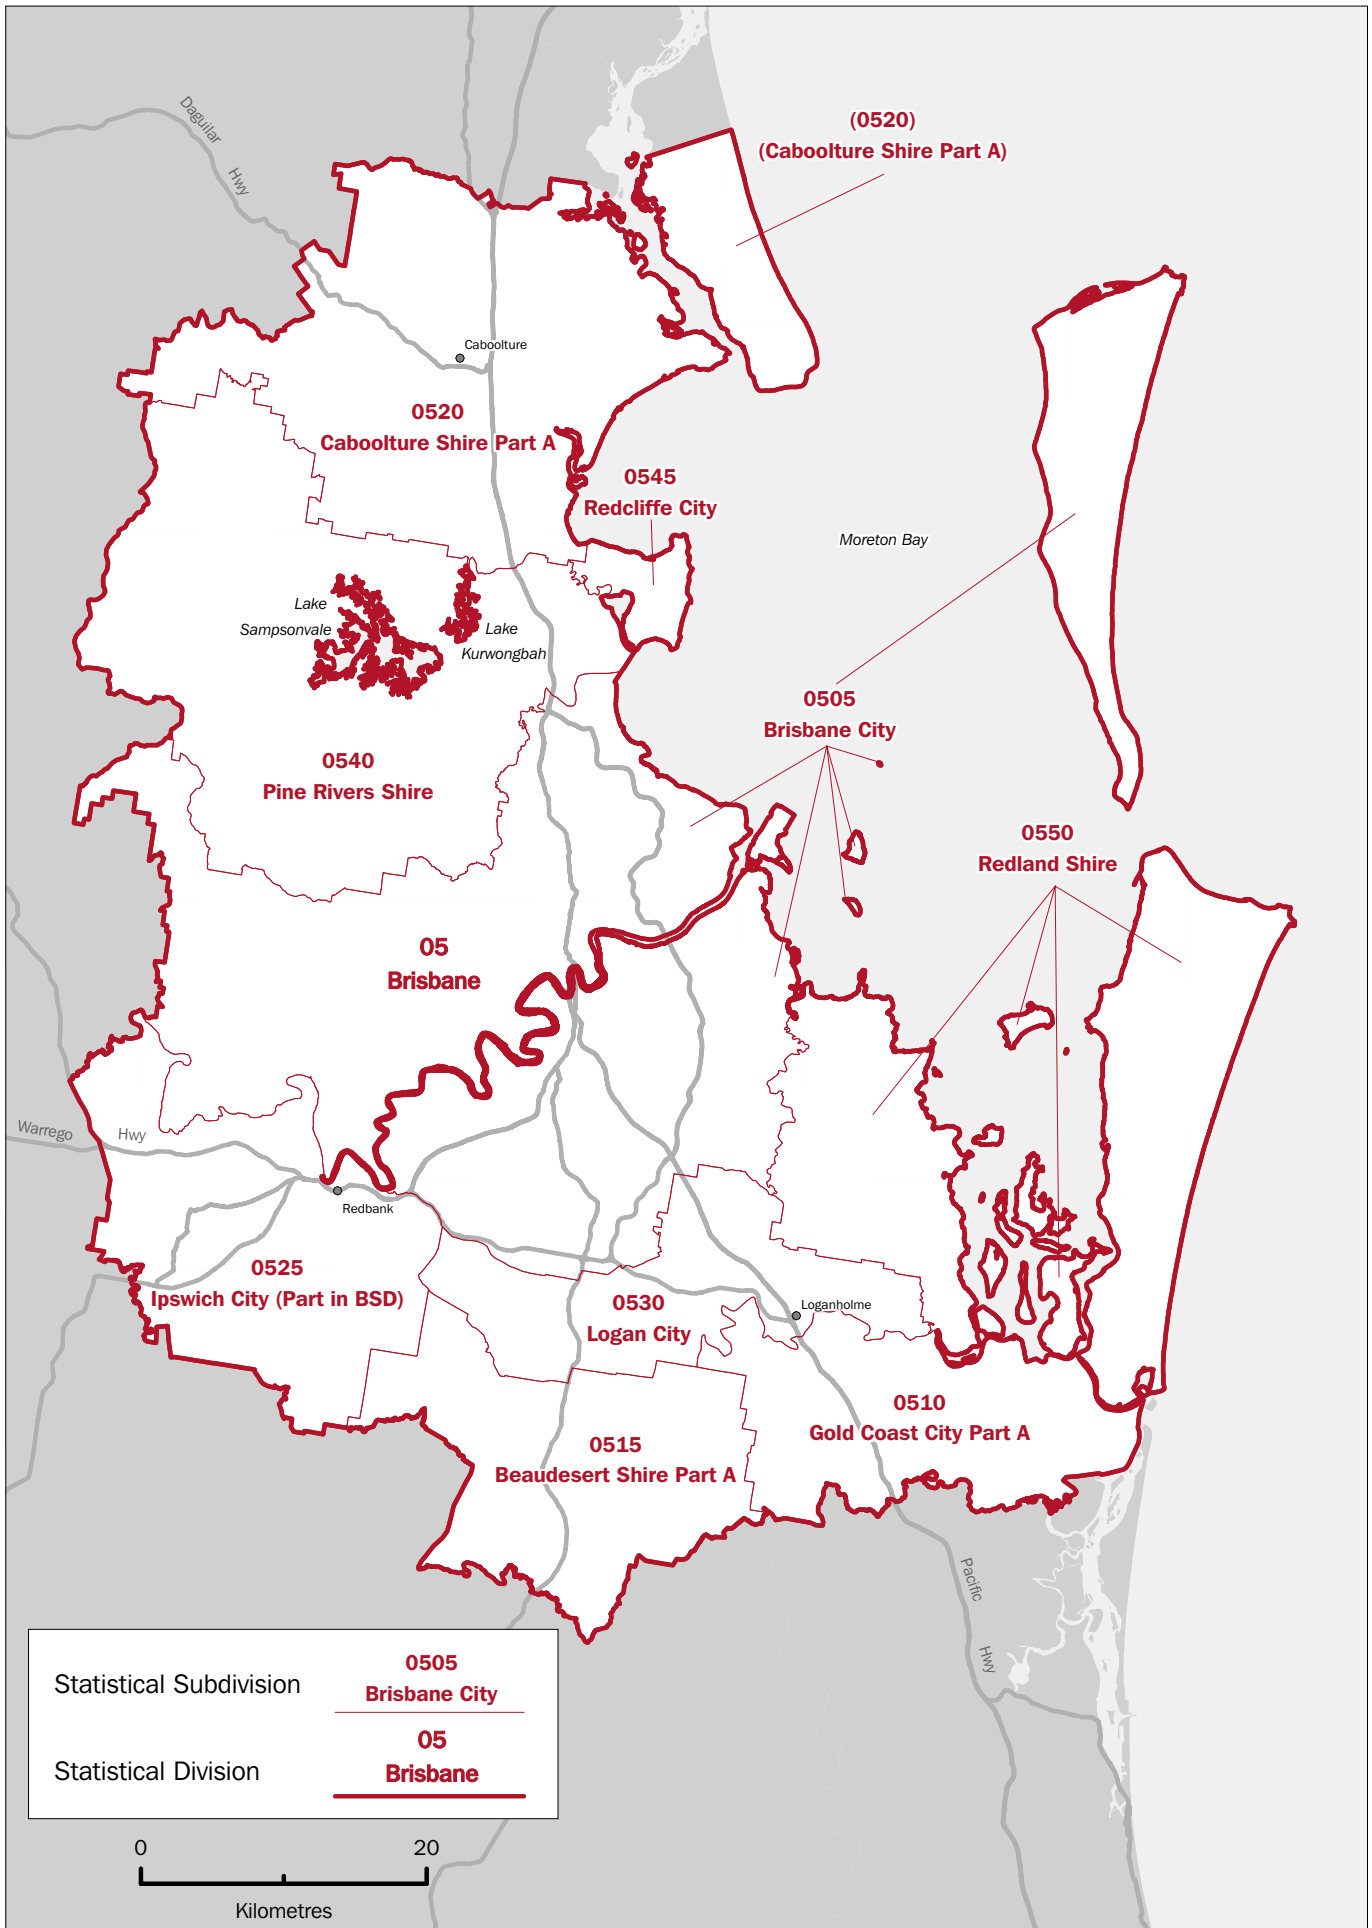 Daguilar
Hwy
(0520)
(Caboolture Shire Part A)
Caboolture
0520
Caboolture Shire Part A
0545
Redcliffe City
Moreton Bay
Lake
Sampsonvale
Lake
Kurwongbah
0505
Brisbane City
0540
Pine Rivers Shire
0550
Redland Shire
05
Brisbane
Warrego
Hwy
Redbank
0525
Ipswich City (Part in BSD)
0530
Logan City
Loganholme
0510
Gold Coast City Part A
0515
Beaudesert Shire Part A
Pacific
Hwy
Statistical Subdivision
0505
Brisbane City
Statistical Division
05
Brisbane
0 20
Kilometres